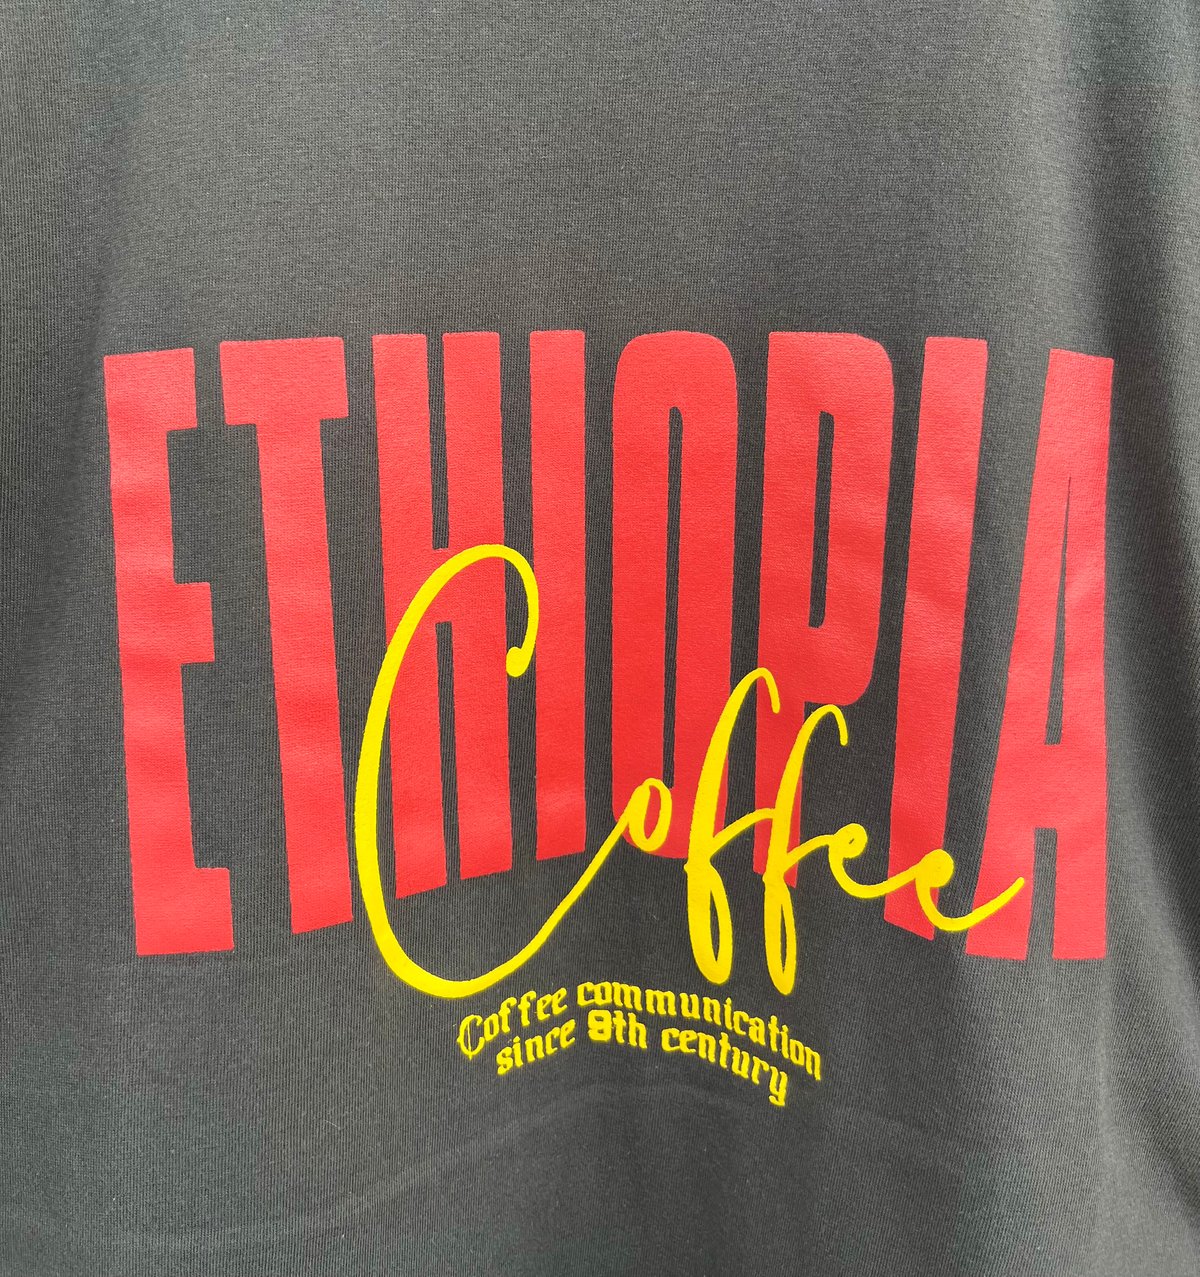 ETHIOPIA
Coffee
Coffee communication
since 9th century